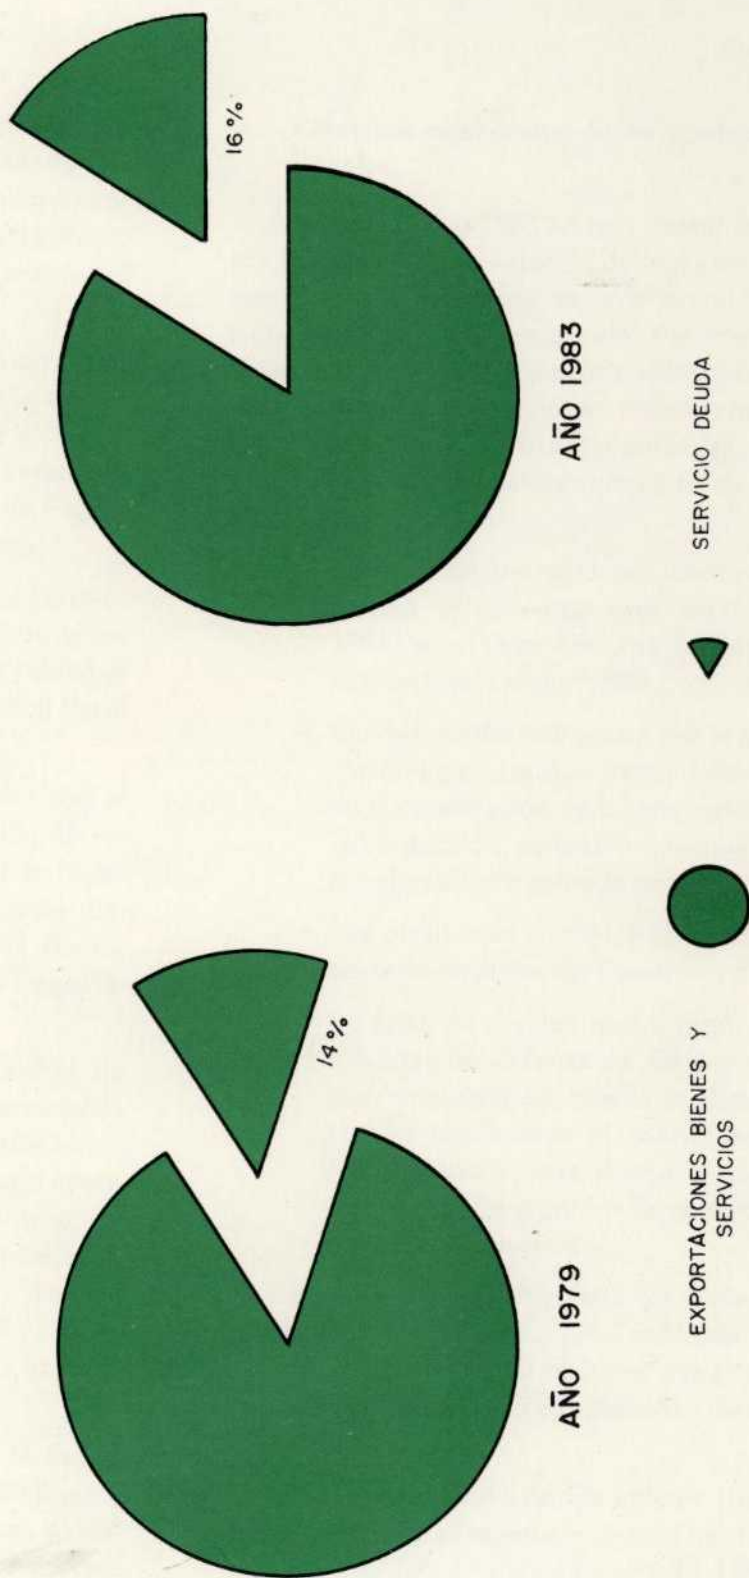 14%
16%
AÑO 1979
AÑO 1983
EXPORTACIONES BIENES Y
SERVICIOS
SERVICIO DEUDA